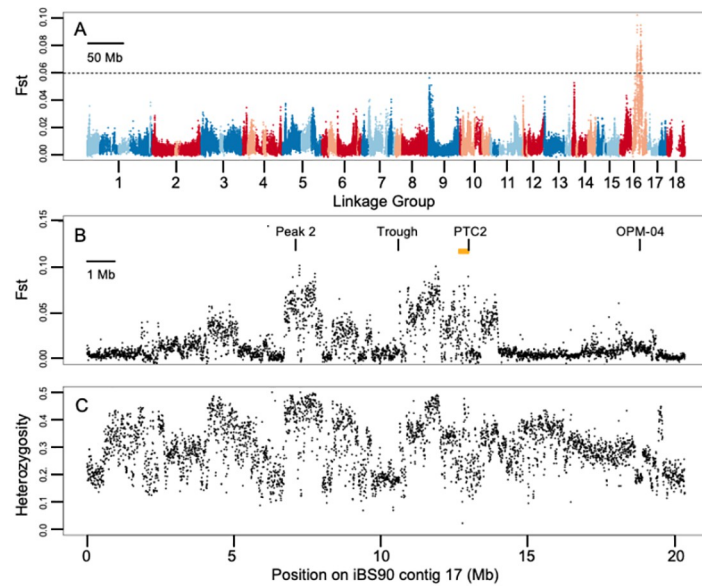 A
50 Mb
Fst
0.00 0.02 0.04 0.06 0.08 0.10
1 2 3 4 5 6 7 8 9 10 11 12 13 14 15 16 17 18
Linkage Group
B
1 Mb
Peak 2 Trough PTC2 OPM-04
Fst
0.00 0.05 0.10 0.15
C
Heterozygosity
0.0 0.1 0.2 0.3 0.4 0.5
0 5 10 15 20
Position on iBS90 contig 17 (Mb)